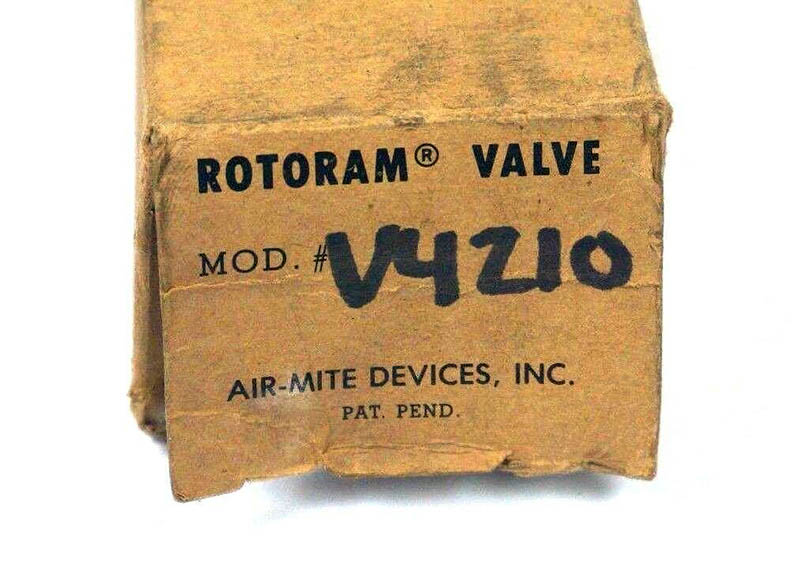 ROTORAM® VALVE
MOD. # V4210
AIR-MITE DEVICES, INC.
PAT. PEND.